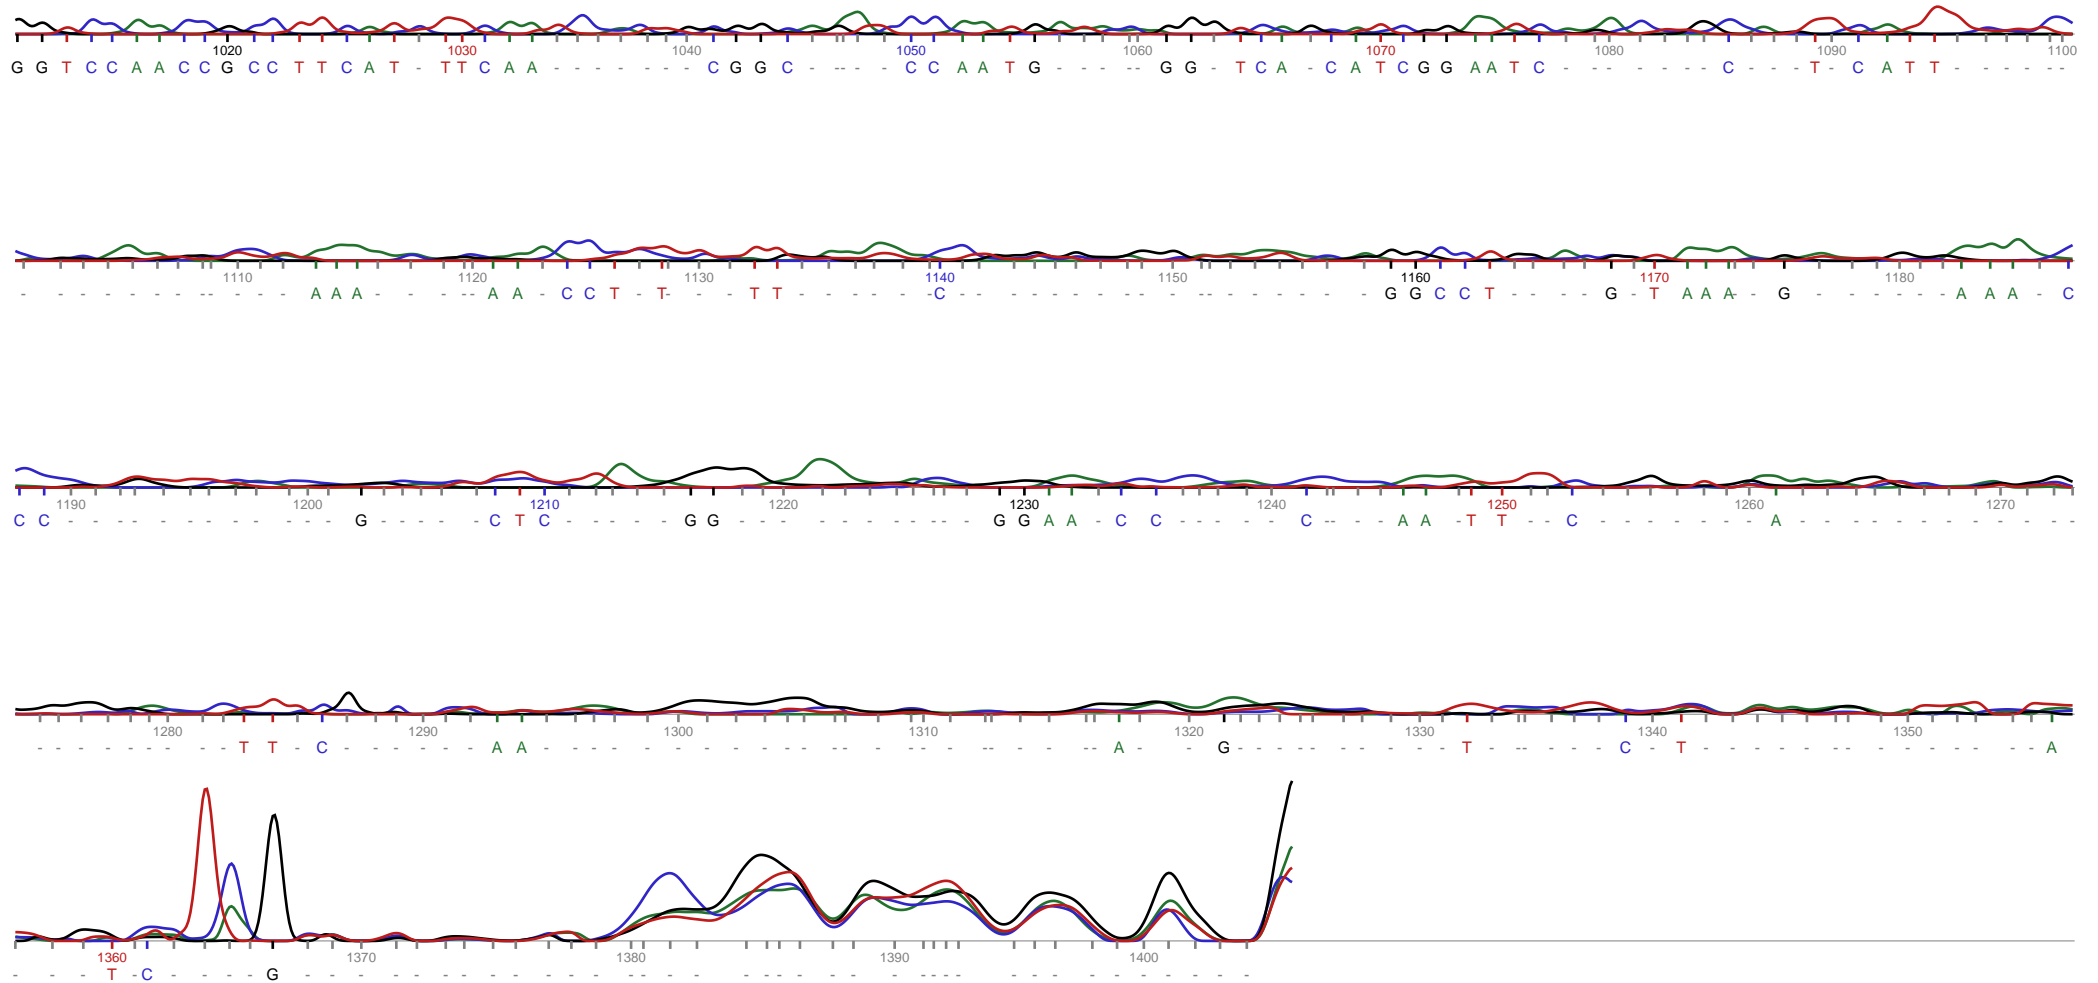 1020 1030 1040 1050 1060 1070 1080 1090 1100
G G T C C A A C C G C C T T C A T - T T C A A - - - - - - - C G G C - - - - - - C C A A T G - - - - - G G - T C A - C A T C G G A A T C - - - - - - - C - - - T - C A T T - - - - - -
1110 1120 1130 1140 1150 1160 1170 1180
- - - - - - - - - - - - - A A A - - - - - A A - C C T - T - - - T T - - - - - - C - - - - - - - - - - - - - - - - - - G G C C T - - - - G - T A A A - G - - - - - - - A A A - C
1190 1200 1210 1220 1230 1240 1250 1260 1270
C C - - - - - - - - - - - - G - - - - - C T C - - - - - G G - - - - - - - - - - - - G G A A - C C - - - - - C - - - - A A - T T - - C - - - - - - - - A - - - - - - - - - - - -
1280 1290 1300 1310 1320 1330 1340 1350
- - - - - - - - - T T - C - - - - - - A A - - - - - - - - - - - - - - - - - - - - - - - - - A - - G - - - - - - - - - - T - - - - - - C - T - - - - - - - - - - - - - - - A
1360 1370 1380 1390 1400
- - - T - C - - - - G - - - - - - - - - - - - - - - - - - - - - - - - - - - - - - - - - - - - -